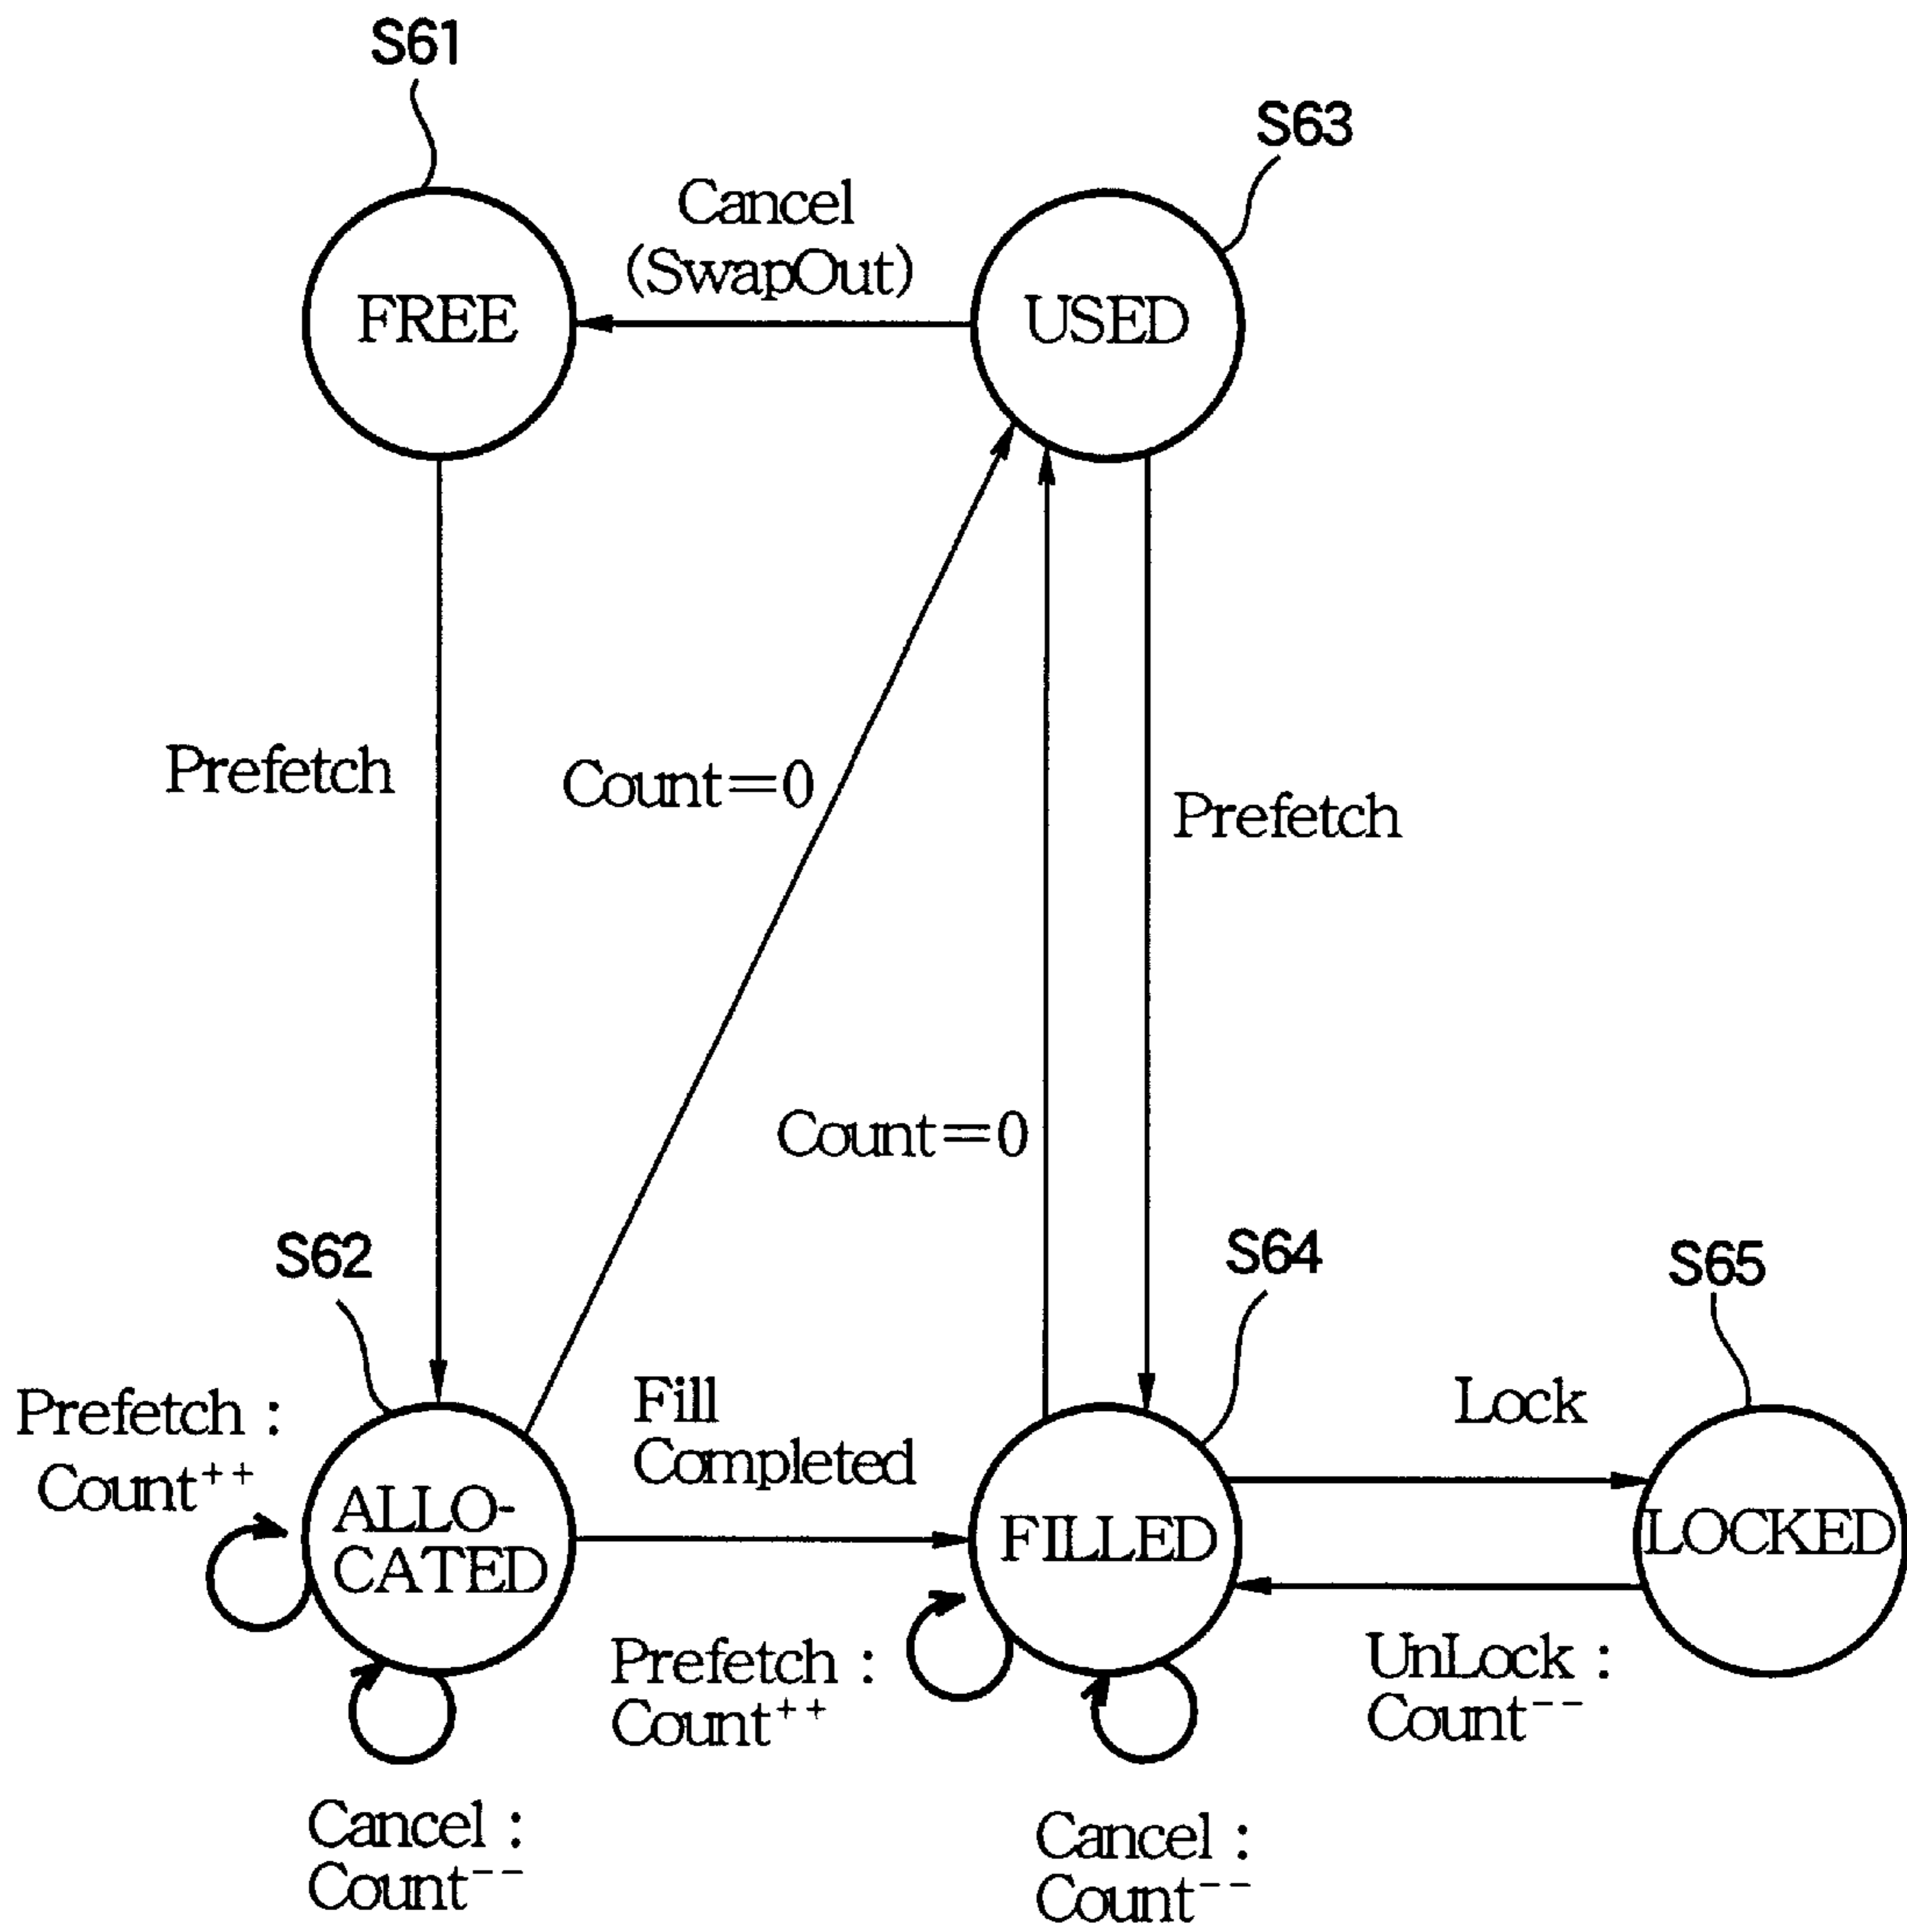 S61
S63
Cancel
(SwapOut)
FREE
USED
Prefetch
Count=0
Prefetch
Count=0
S62
S64
S65
Prefetch :
Count++
Fill
Completed
Lock
ALLO-
CATED
FILLED
LOCKED
Prefetch :
Count++
UnLock :
Count--
Cancel :
Count--
Cancel :
Count--